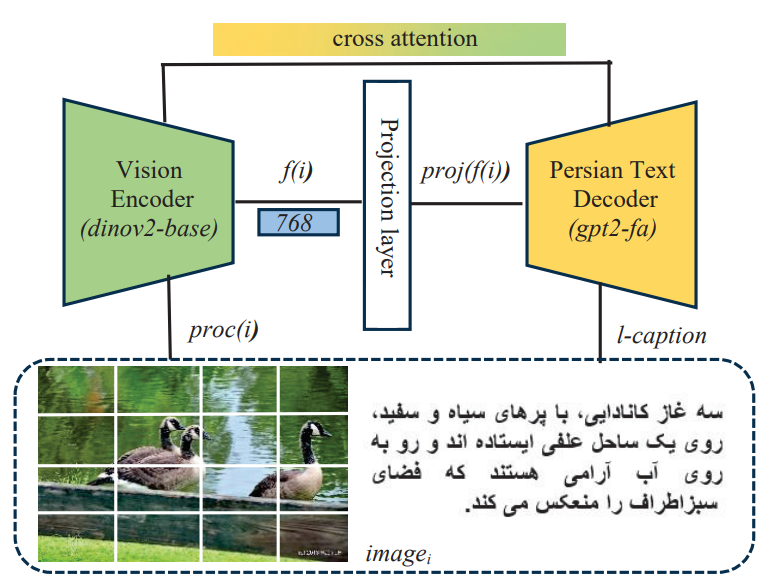 cross attention
Vision
Encoder
(dinov2-base)
f(i)
768
Projection layer
proj(f(i))
Persian Text
Decoder
(gpt2-fa)
proc(i)
l-caption
سه غاز کانادایی، با پرهای سیاه و سفید،
روی یک ساحل علفی ایستاده اند و رو به
روی آب آرامی هستند که فضای
سبزاطراف را منعکس می کند.
image_i